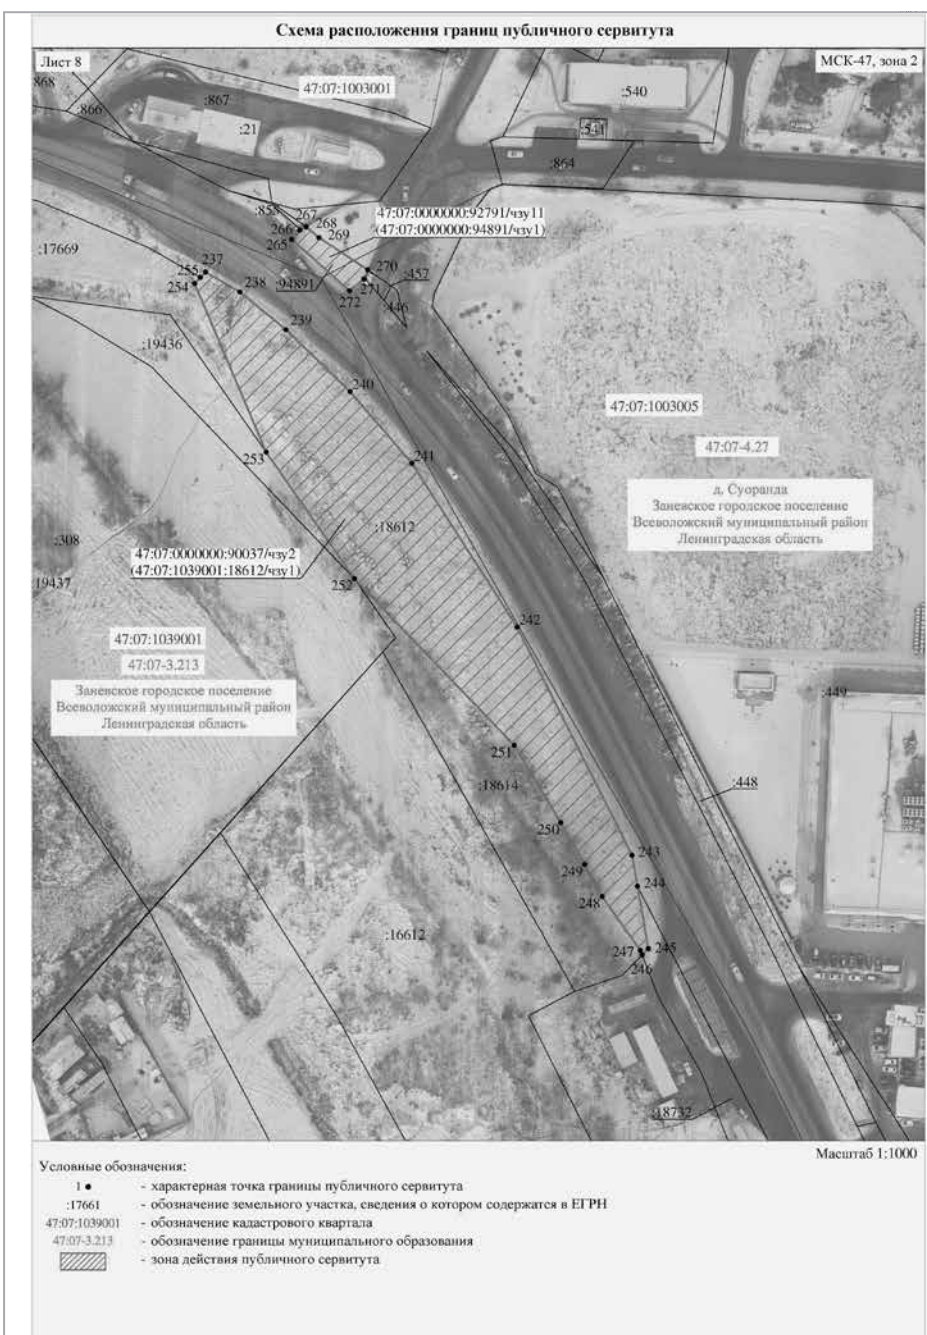 Схема расположения границ публичного сервитута
Лист 8
МСК-47, зона 2
:868
:866
:867
47:07:1003001
:21
:540
:541
:864
:853
267
268
266
269
265
47:07:0000000:92791/чзу11
(47:07:0000000:94891/чзу1)
:17669
237
255
254
238
:94891
270
271
272
:457
:446
239
:19436
240
47:07:1003005
47:07-4.27
д. Суоранда
Заневское городское поселение
Всеволожский муниципальный район
Ленинградская область
253
241
:18612
:308
47:07:0000000:90037/чзу2
(47:07:1039001:18612/чзу1)
:19437
252
242
47:07:1039001
47:07-3.213
Заневское городское поселение
Всеволожский муниципальный район
Ленинградская область
:449
251
:18614
:448
250
243
249
244
248
:16612
247
245
246
:18732
Масштаб 1:1000
Условные обозначения:
1 - характерная точка границы публичного сервитута
:17661 - обозначение земельного участка, сведения о котором содержатся в ЕГРН
47:07:1039001 - обозначение кадастрового квартала
47:07-3.213 - обозначение границы муниципального образования
- зона действия публичного сервитута